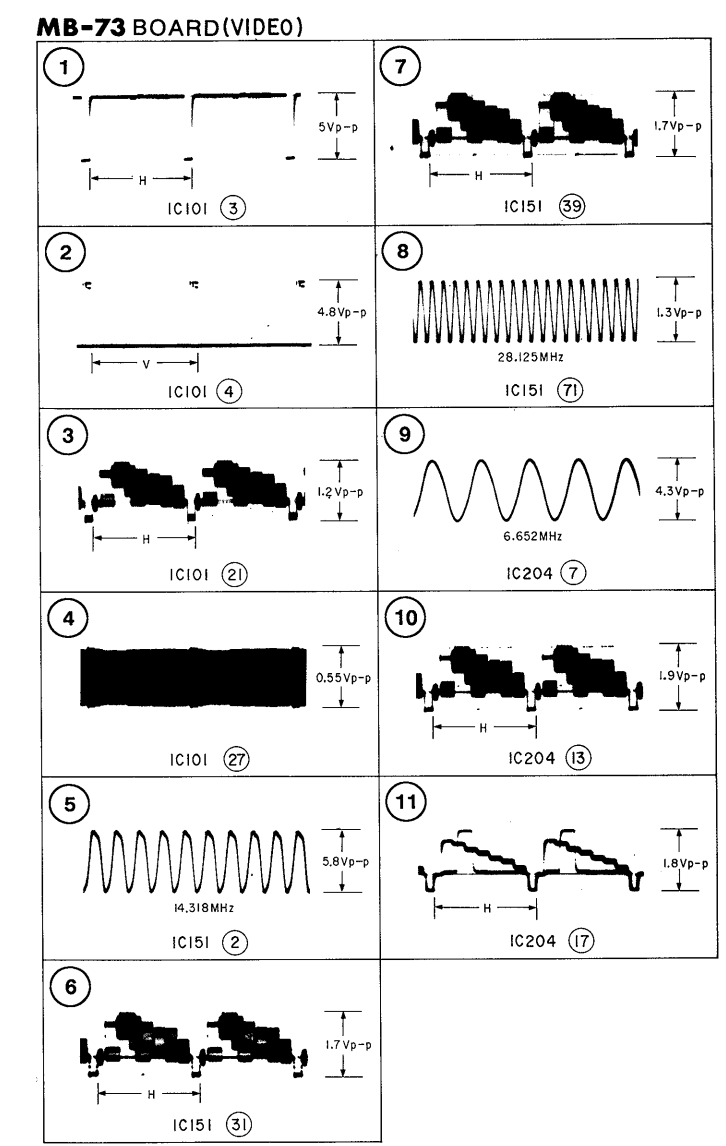 MB-73 BOARD(VIDEO)
1
5Vp-p
H
IC101 3
2
4.8Vp-p
V
IC101 4
3
1.2Vp-p
H
IC101 21
4
0.55Vp-p
IC101 27
5
5.8Vp-p
14.318MHz
IC151 2
6
1.7Vp-p
H
IC151 31
7
1.7Vp-p
H
IC151 39
8
1.3Vp-p
28.125MHz
IC151 71
9
4.3Vp-p
6.652MHz
IC204 7
10
1.9Vp-p
H
IC204 13
11
1.8Vp-p
H
IC204 17